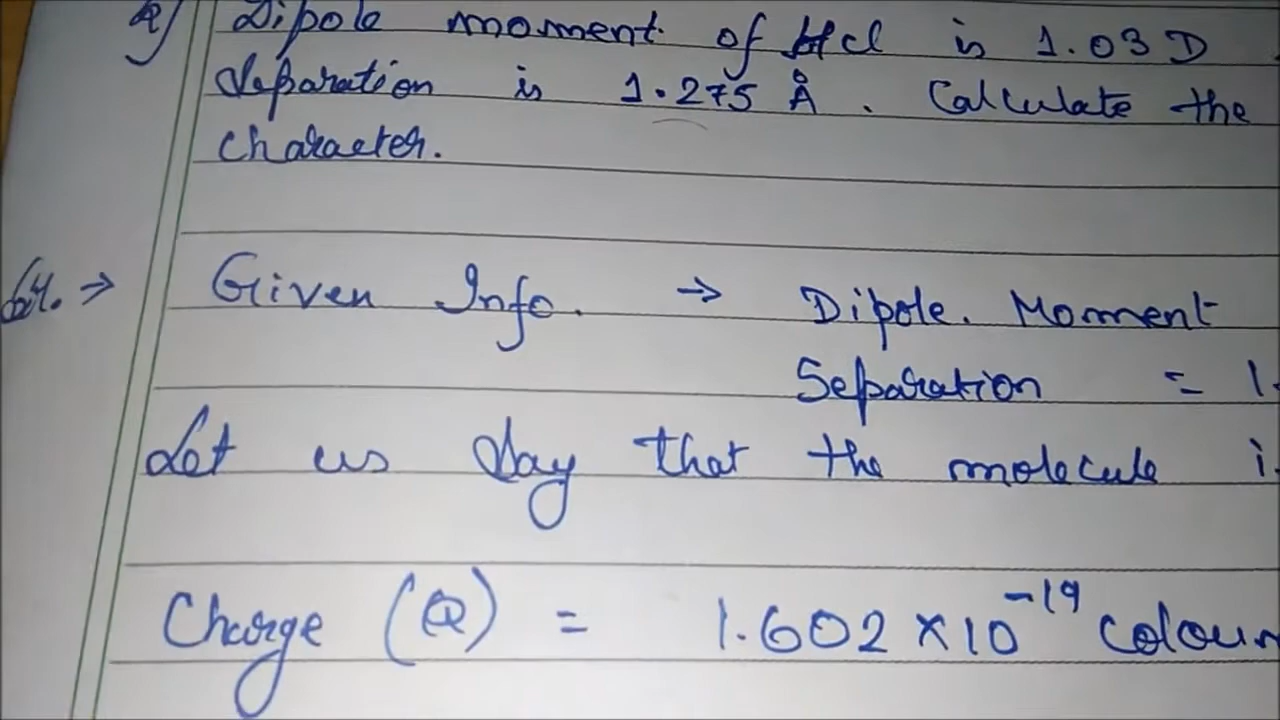 Q) Dipole moment of HCl is 1.03 D
separation is 1.275 Å. Calculate the
character.
Given Info. → Dipole. Moment
Separation = 1.
Let us say that the molecule i
Charge (Q) = 1.602 × 10⁻¹⁹ Coloum